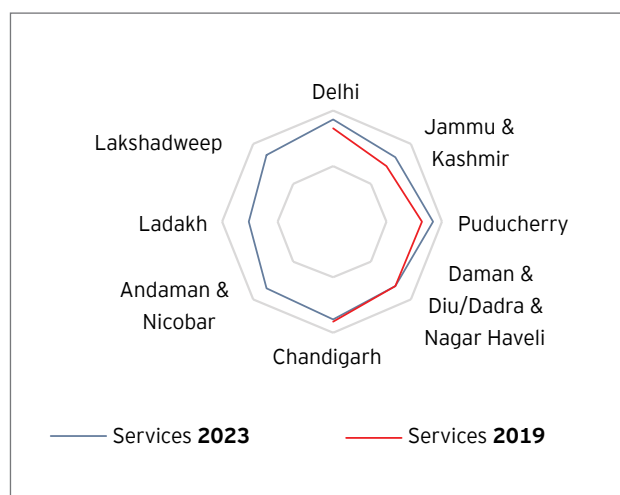 Delhi
Lakshadweep
Jammu &
Kashmir
Ladakh
Puducherry
Andaman &
Nicobar
Daman &
Diu/Dadra &
Nagar Haveli
Chandigarh
Services 2023
Services 2019